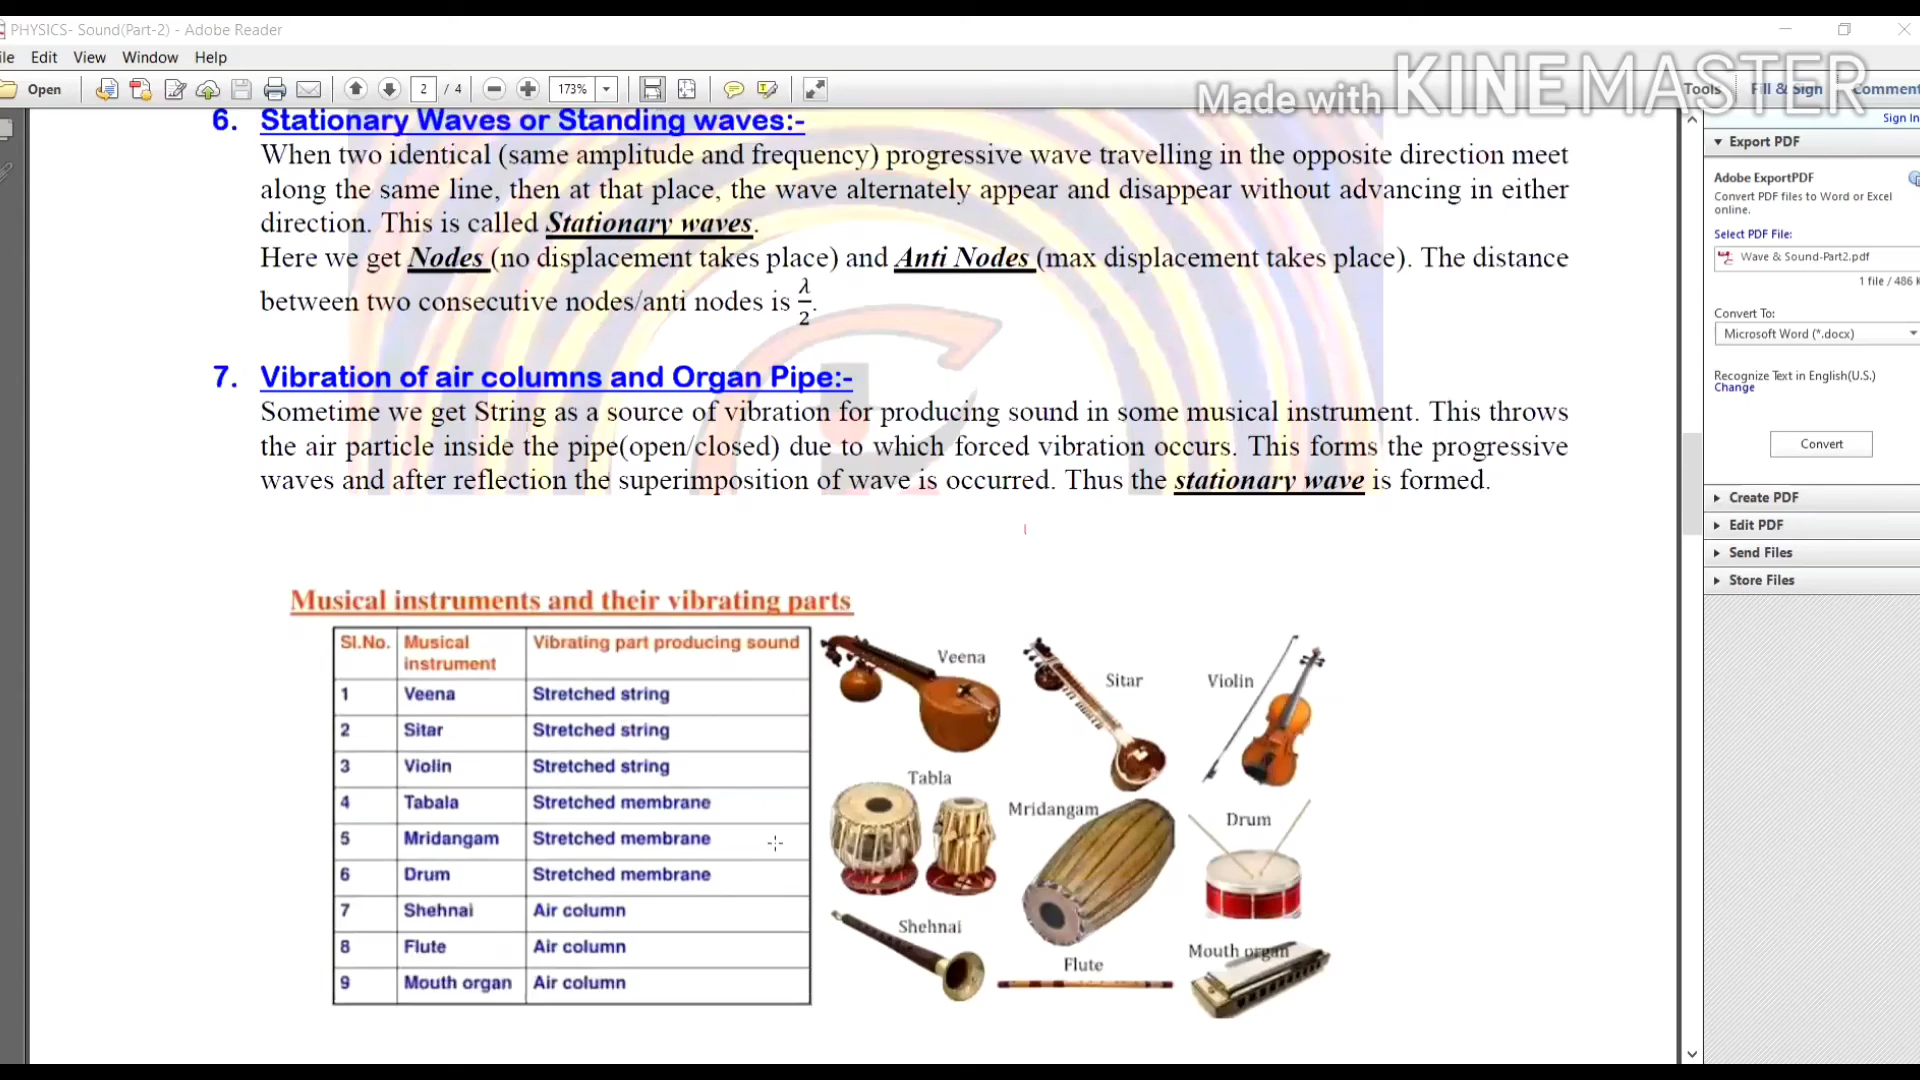 PHYSICS- Sound(Part-2) - Adobe Reader
ile Edit View Window Help
Made with KINEMASTER
Open 2 / 4 173% Tools Fill & Sign Comment
Sign In
6. Stationary Waves or Standing waves:-
When two identical (same amplitude and frequency) progressive wave travelling in the opposite direction meet
along the same line, then at that place, the wave alternately appear and disappear without advancing in either
direction. This is called Stationary waves.
Here we get Nodes (no displacement takes place) and Anti Nodes (max displacement takes place). The distance
between two consecutive nodes/anti nodes is λ/2.
7. Vibration of air columns and Organ Pipe:-
Sometime we get String as a source of vibration for producing sound in some musical instrument. This throws
the air particle inside the pipe(open/closed) due to which forced vibration occurs. This forms the progressive
waves and after reflection the superimposition of wave is occurred. Thus the stationary wave is formed.
Musical instruments and their vibrating parts
Sl.No. Musical instrument Vibrating part producing sound
1 Veena Stretched string
2 Sitar Stretched string
3 Violin Stretched string
4 Tabala Stretched membrane
5 Mridangam Stretched membrane
6 Drum Stretched membrane
7 Shehnai Air column
8 Flute Air column
9 Mouth organ Air column
Veena
Sitar
Violin
Tabla
Mridangam
Drum
Shehnai
Flute
Mouth organ
Export PDF
Adobe ExportPDF
Convert PDF files to Word or Excel
online.
Select PDF File:
Wave & Sound-Part2.pdf
1 file / 486 K
Convert To:
Microsoft Word (*.docx)
Recognize Text in English(U.S.)
Change
Convert
Create PDF
Edit PDF
Send Files
Store Files